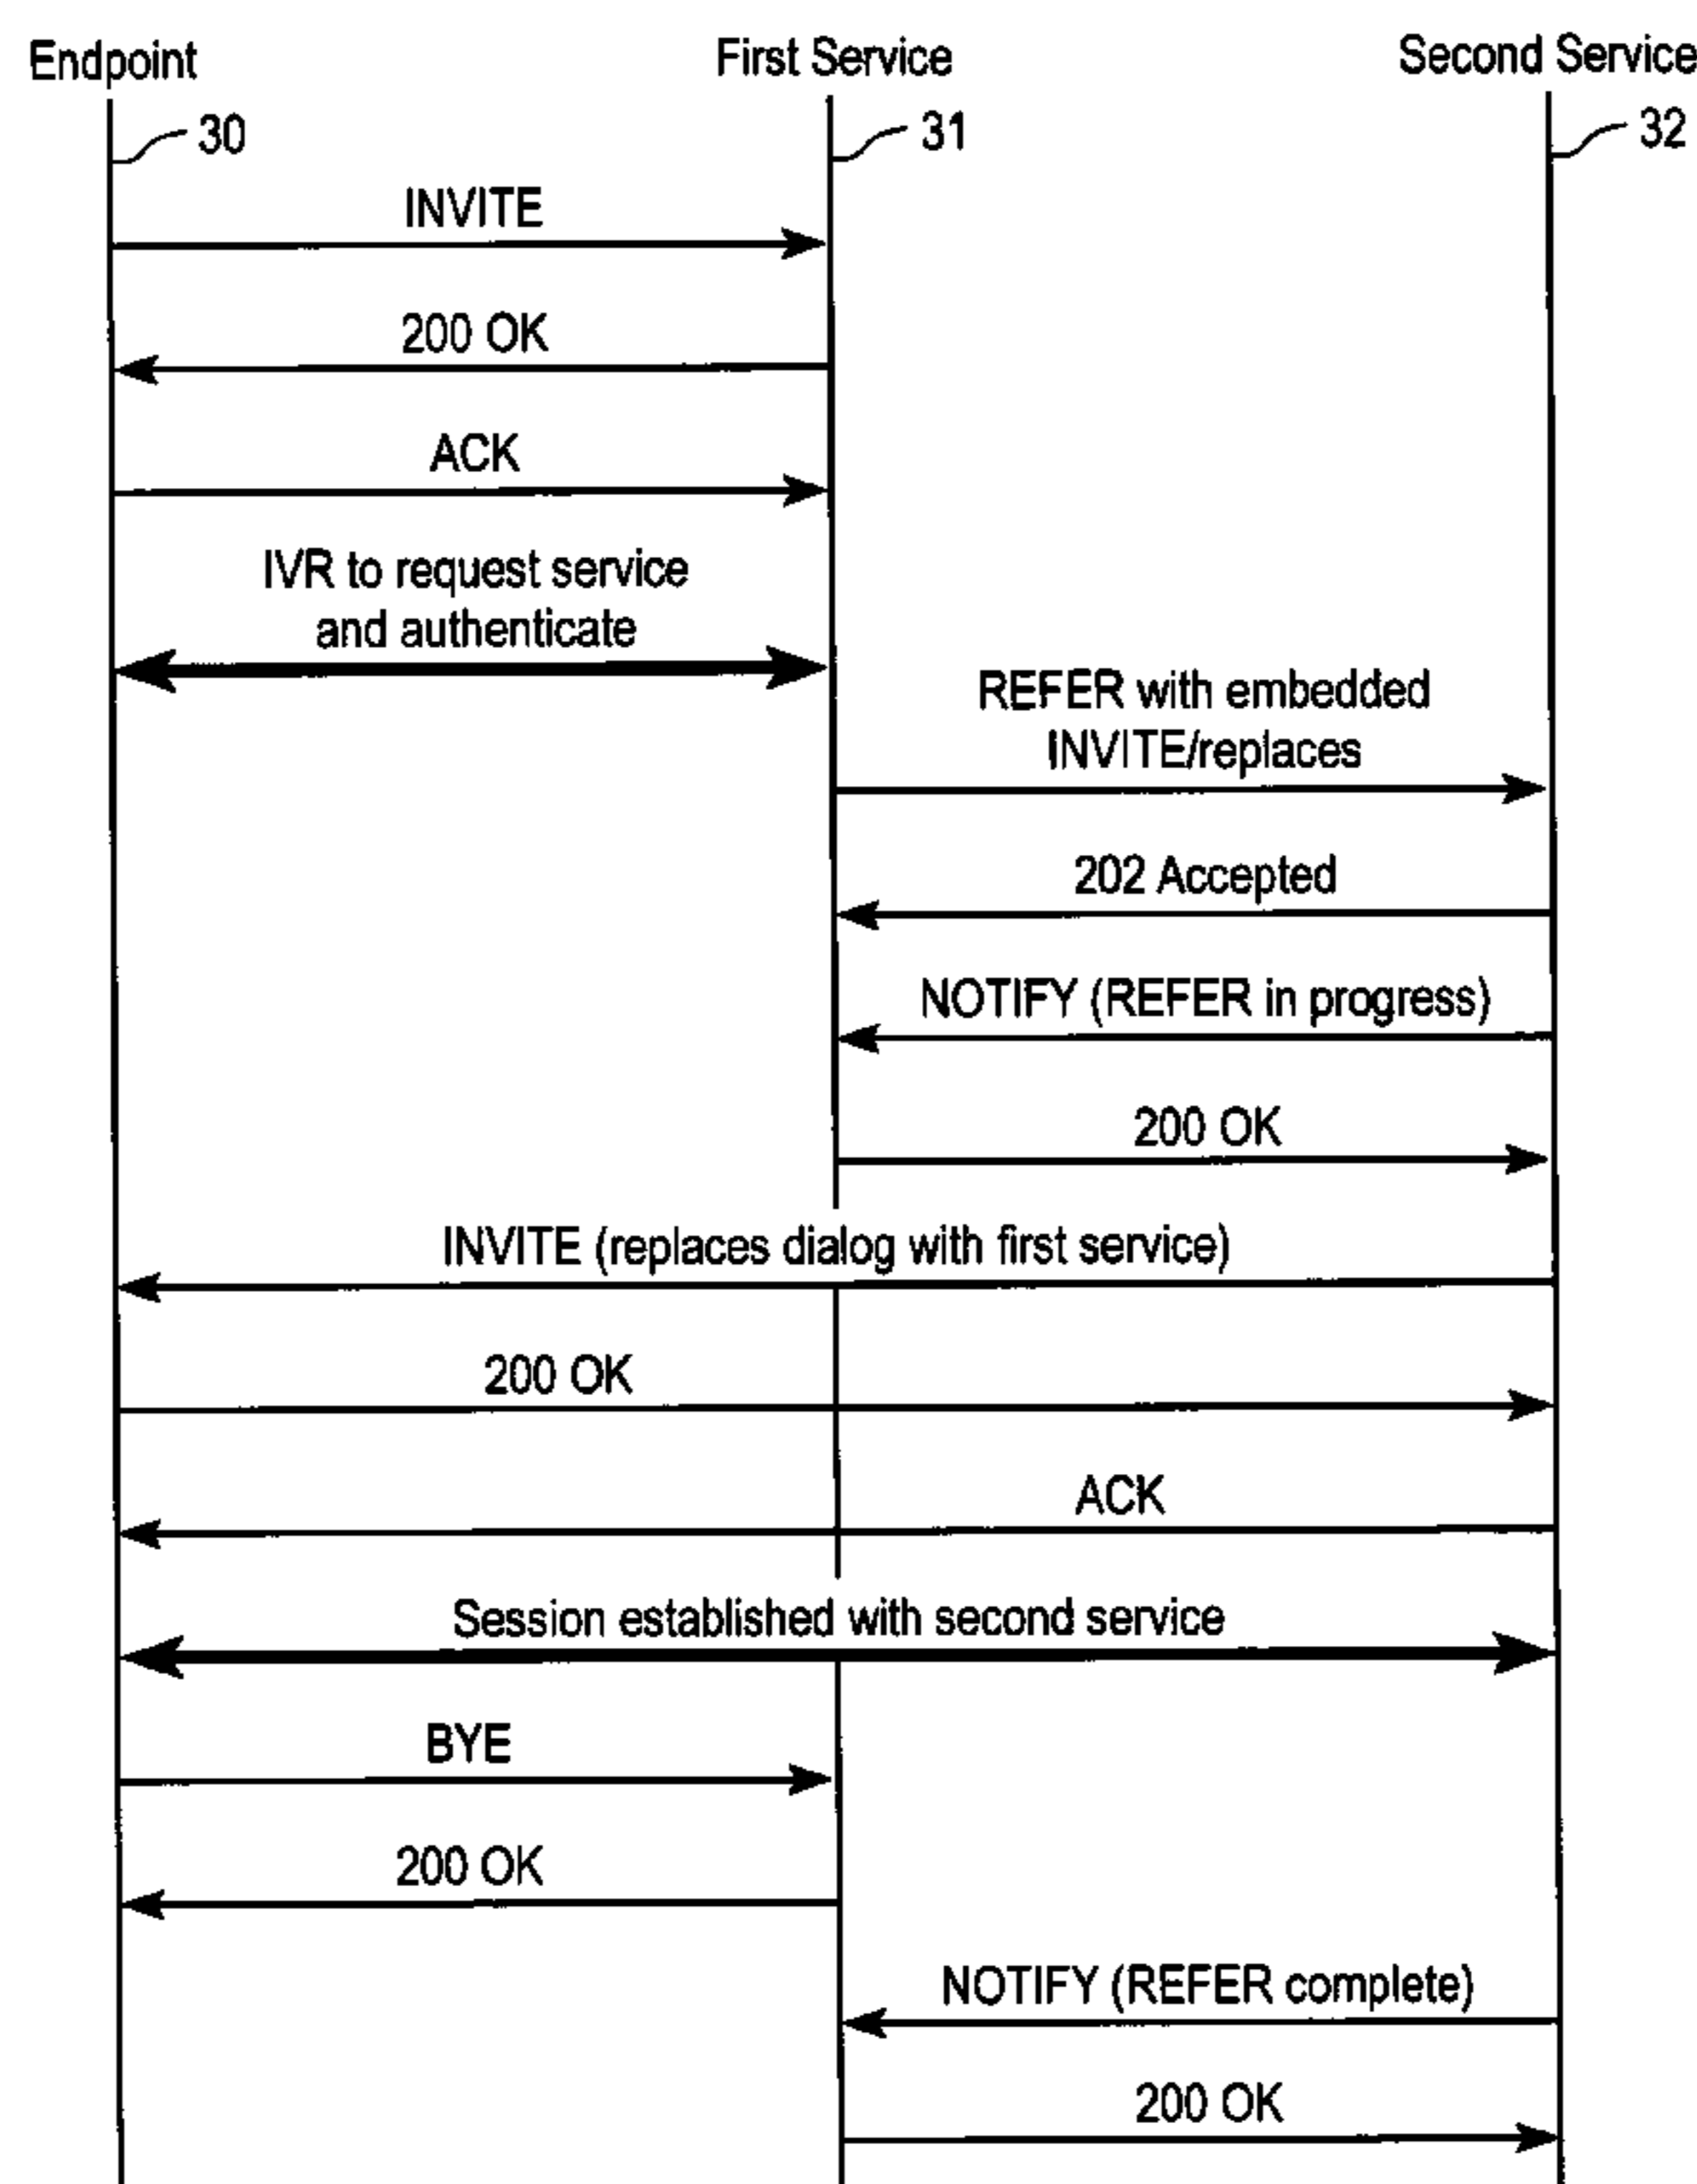 Endpoint First Service Second Service
30 31 32
INVITE
200 OK
ACK
IVR to request service
and authenticate
REFER with embedded
INVITE/replaces
202 Accepted
NOTIFY (REFER in progress)
200 OK
INVITE (replaces dialog with first service)
200 OK
ACK
Session established with second service
BYE
200 OK
NOTIFY (REFER complete)
200 OK